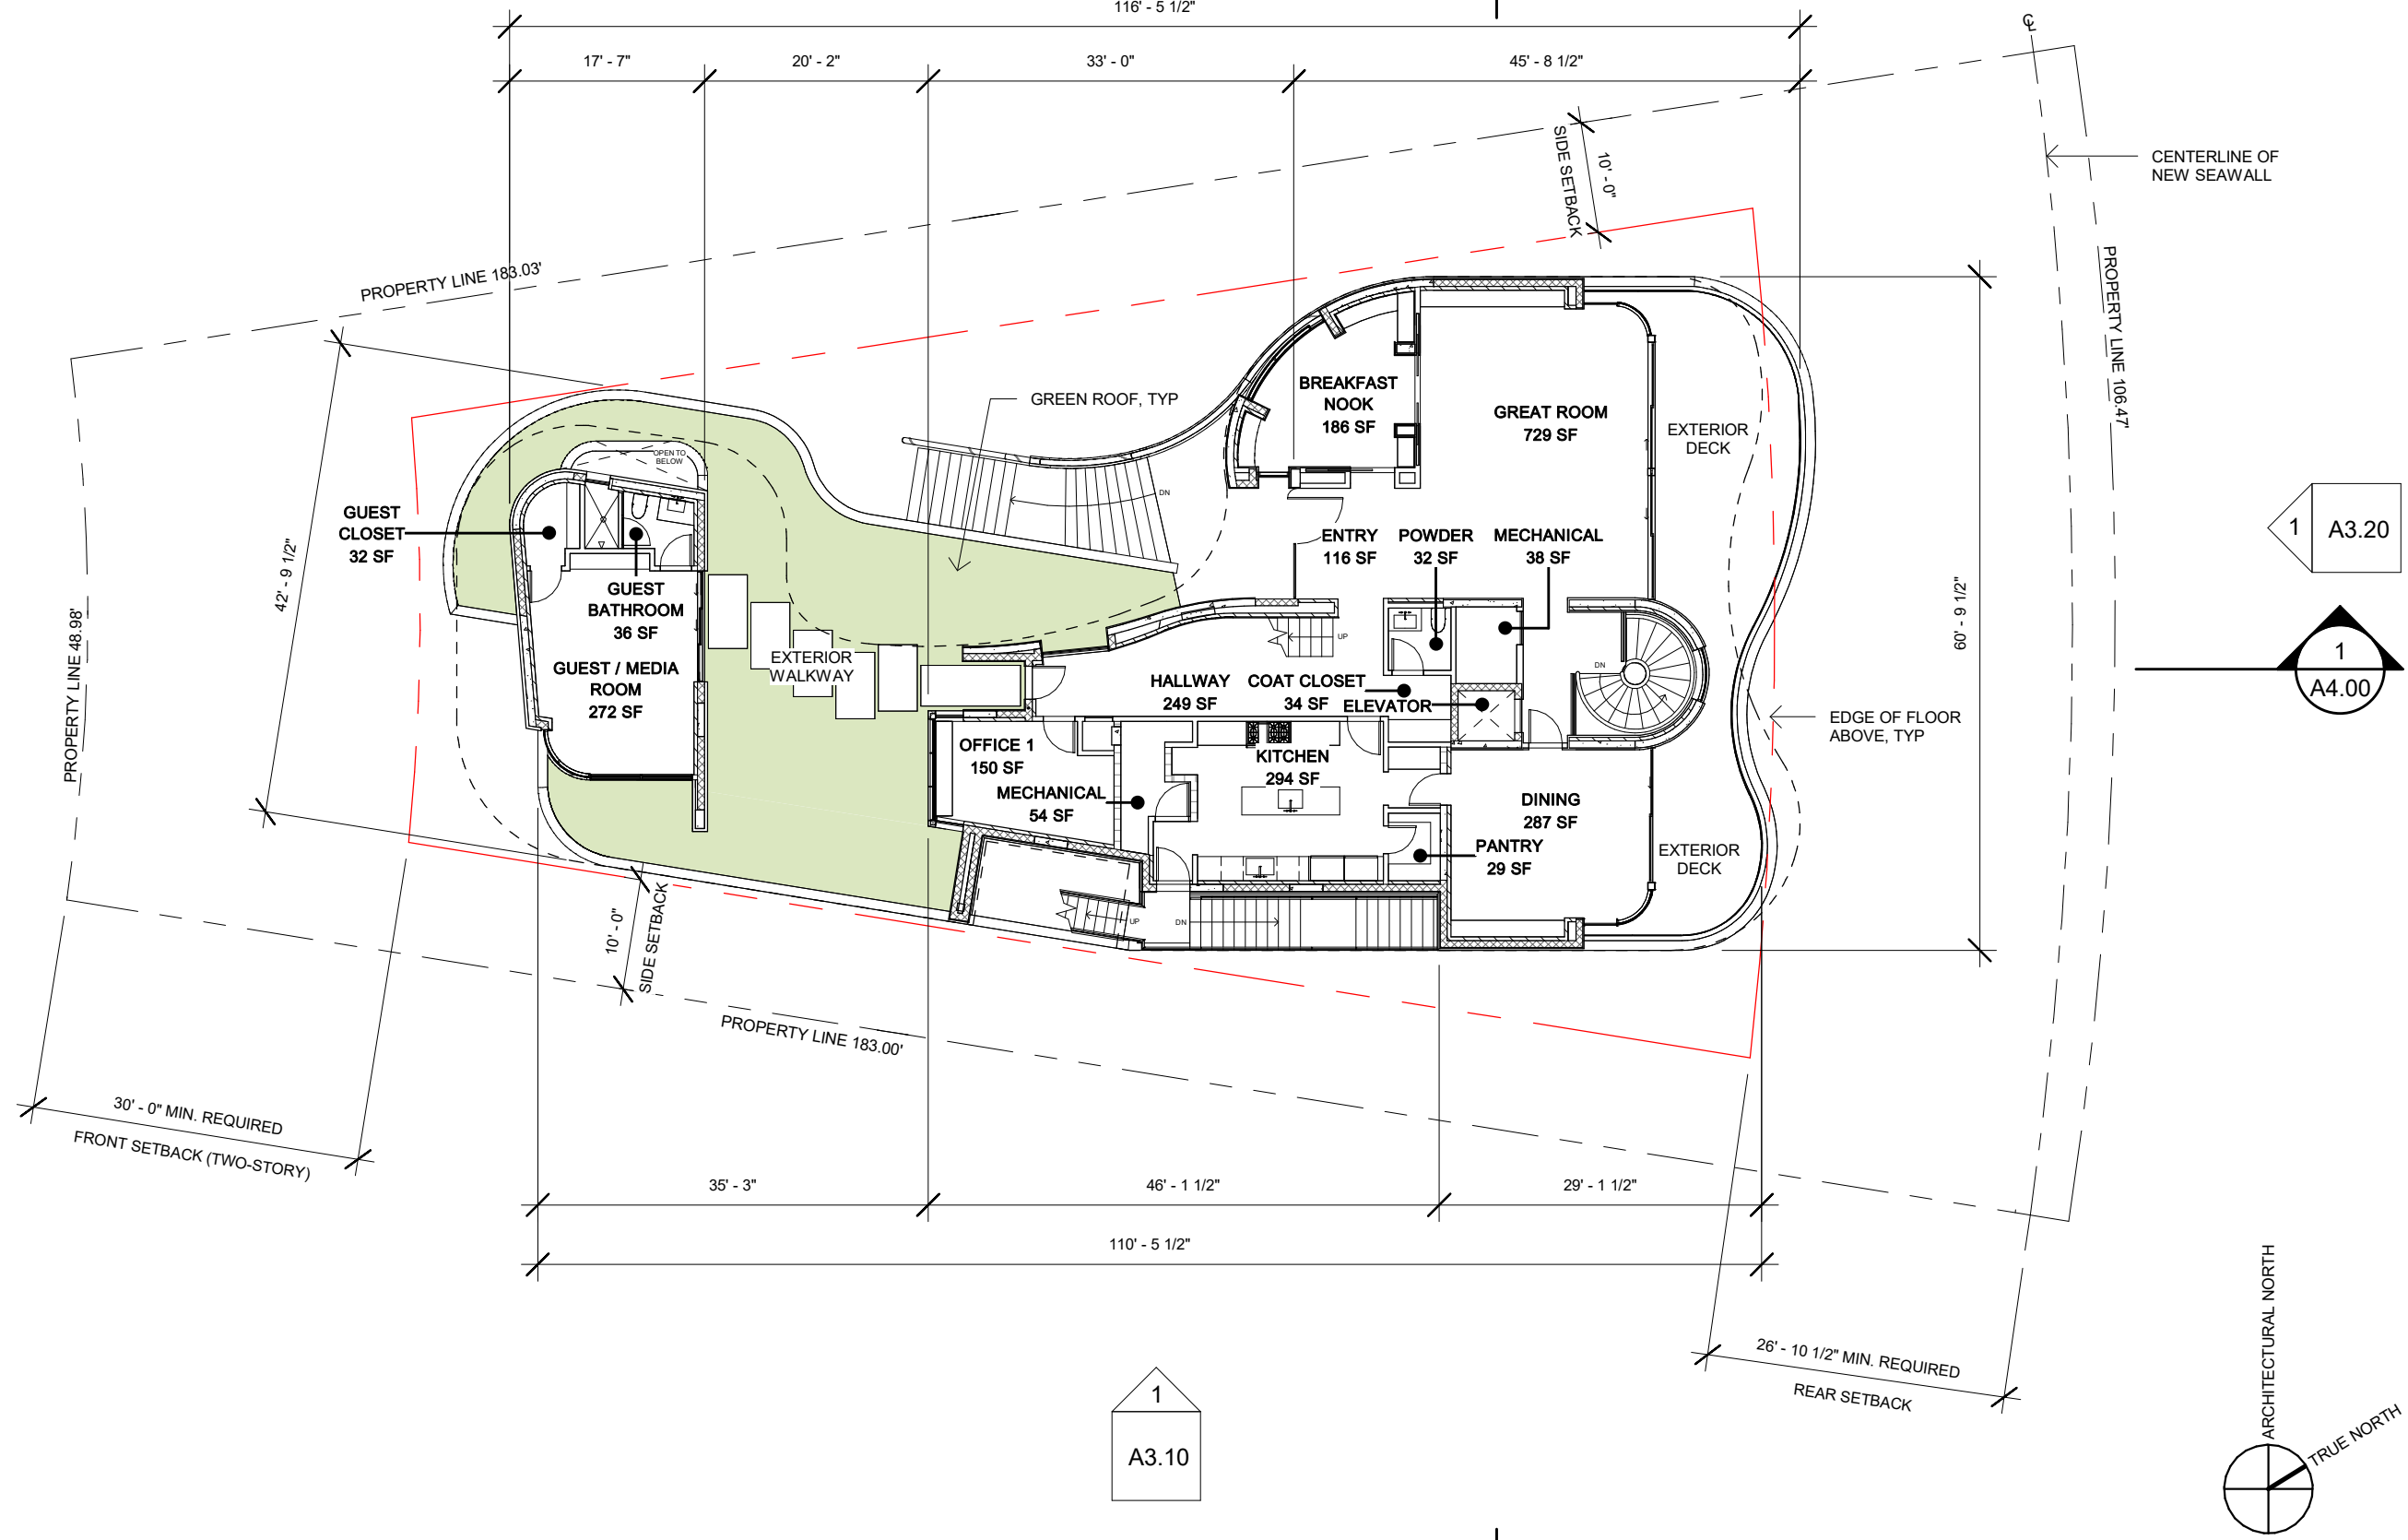 116' - 5 1/2"
17' - 7"
20' - 2"
33' - 0"
45' - 8 1/2"
℄
SIDE SETBACK
10' - 0"
CENTERLINE OF
NEW SEAWALL
PROPERTY LINE 183.03'
PROPERTY LINE 106.47'
GREEN ROOF, TYP
BREAKFAST
NOOK
186 SF
GREAT ROOM
729 SF
EXTERIOR
DECK
OPEN TO
BELOW
DN
GUEST
CLOSET
32 SF
ENTRY
116 SF
POWDER
32 SF
MECHANICAL
38 SF
1
A3.20
42' - 9 1/2"
60' - 9 1/2"
GUEST
BATHROOM
36 SF
PROPERTY LINE 48.98'
GUEST / MEDIA
ROOM
272 SF
EXTERIOR
WALKWAY
UP
DN
HALLWAY
249 SF
COAT CLOSET
34 SF
ELEVATOR
1
A4.00
EDGE OF FLOOR
ABOVE, TYP
OFFICE 1
150 SF
KITCHEN
294 SF
MECHANICAL
54 SF
DINING
287 SF
PANTRY
29 SF
EXTERIOR
DECK
UP
DN
10' - 0"
SIDE SETBACK
PROPERTY LINE 183.00'
30' - 0" MIN. REQUIRED
FRONT SETBACK (TWO-STORY)
35' - 3"
46' - 1 1/2"
29' - 1 1/2"
110' - 5 1/2"
26' - 10 1/2" MIN. REQUIRED
REAR SETBACK
1
A3.10
ARCHITECTURAL NORTH
TRUE NORTH